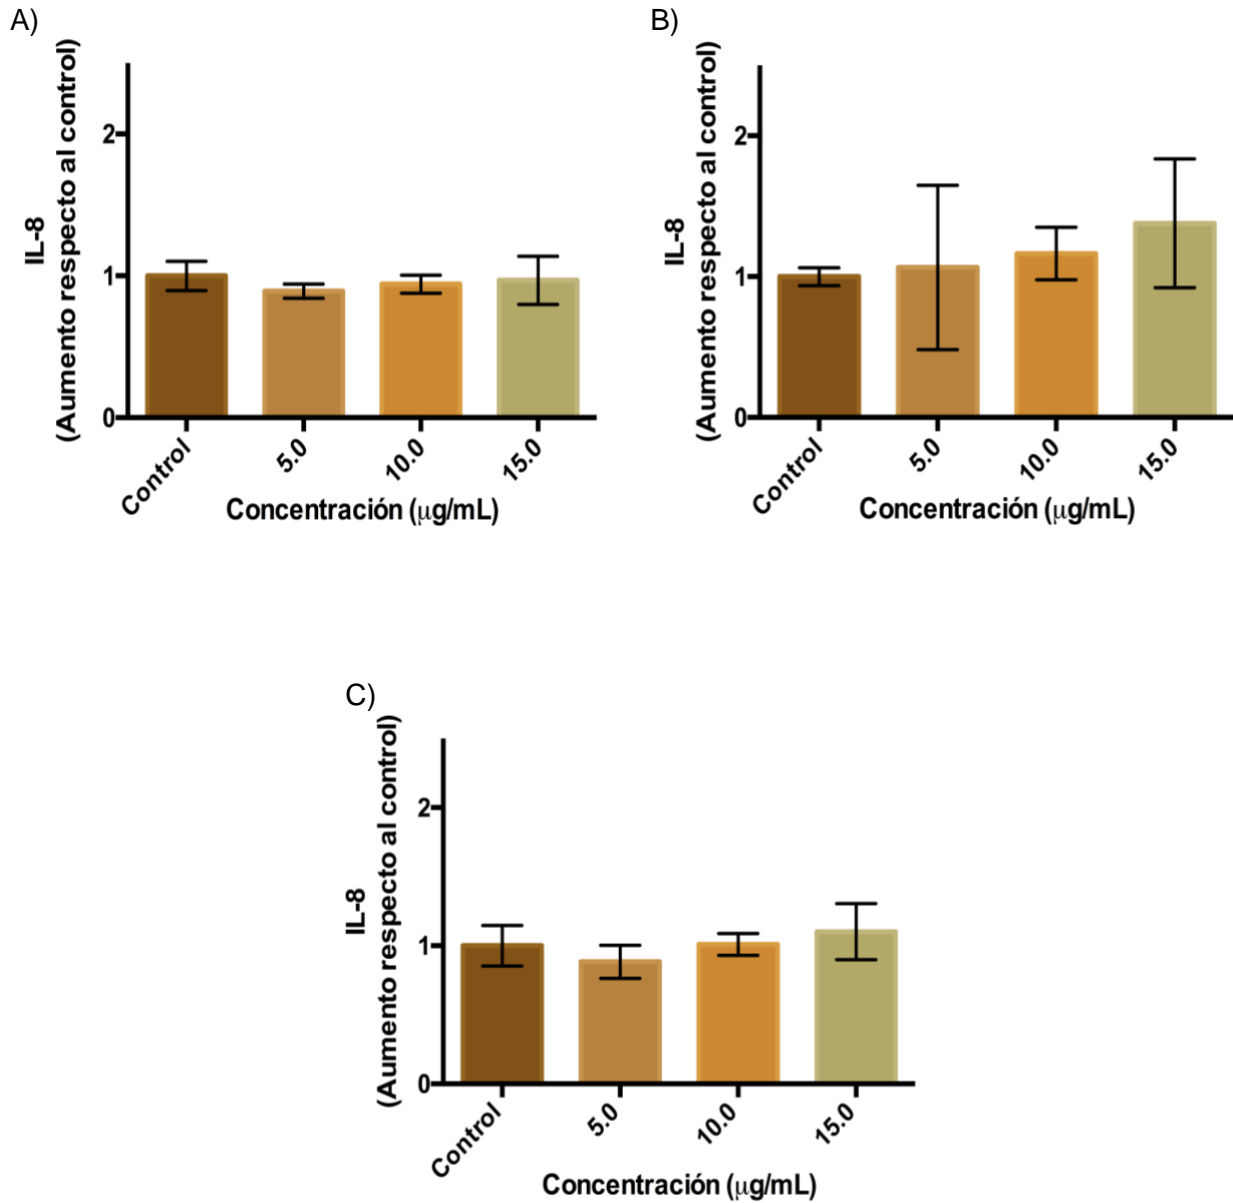 A)
IL-8
(Aumento respecto al control)
2
1
0
Control
5.0
10.0
15.0
Concentración (μg/mL)
B)
IL-8
(Aumento respecto al control)
2
1
0
Control
5.0
10.0
15.0
Concentración (μg/mL)
C)
IL-8
(Aumento respecto al control)
2
1
0
Control
5.0
10.0
15.0
Concentración (μg/mL)